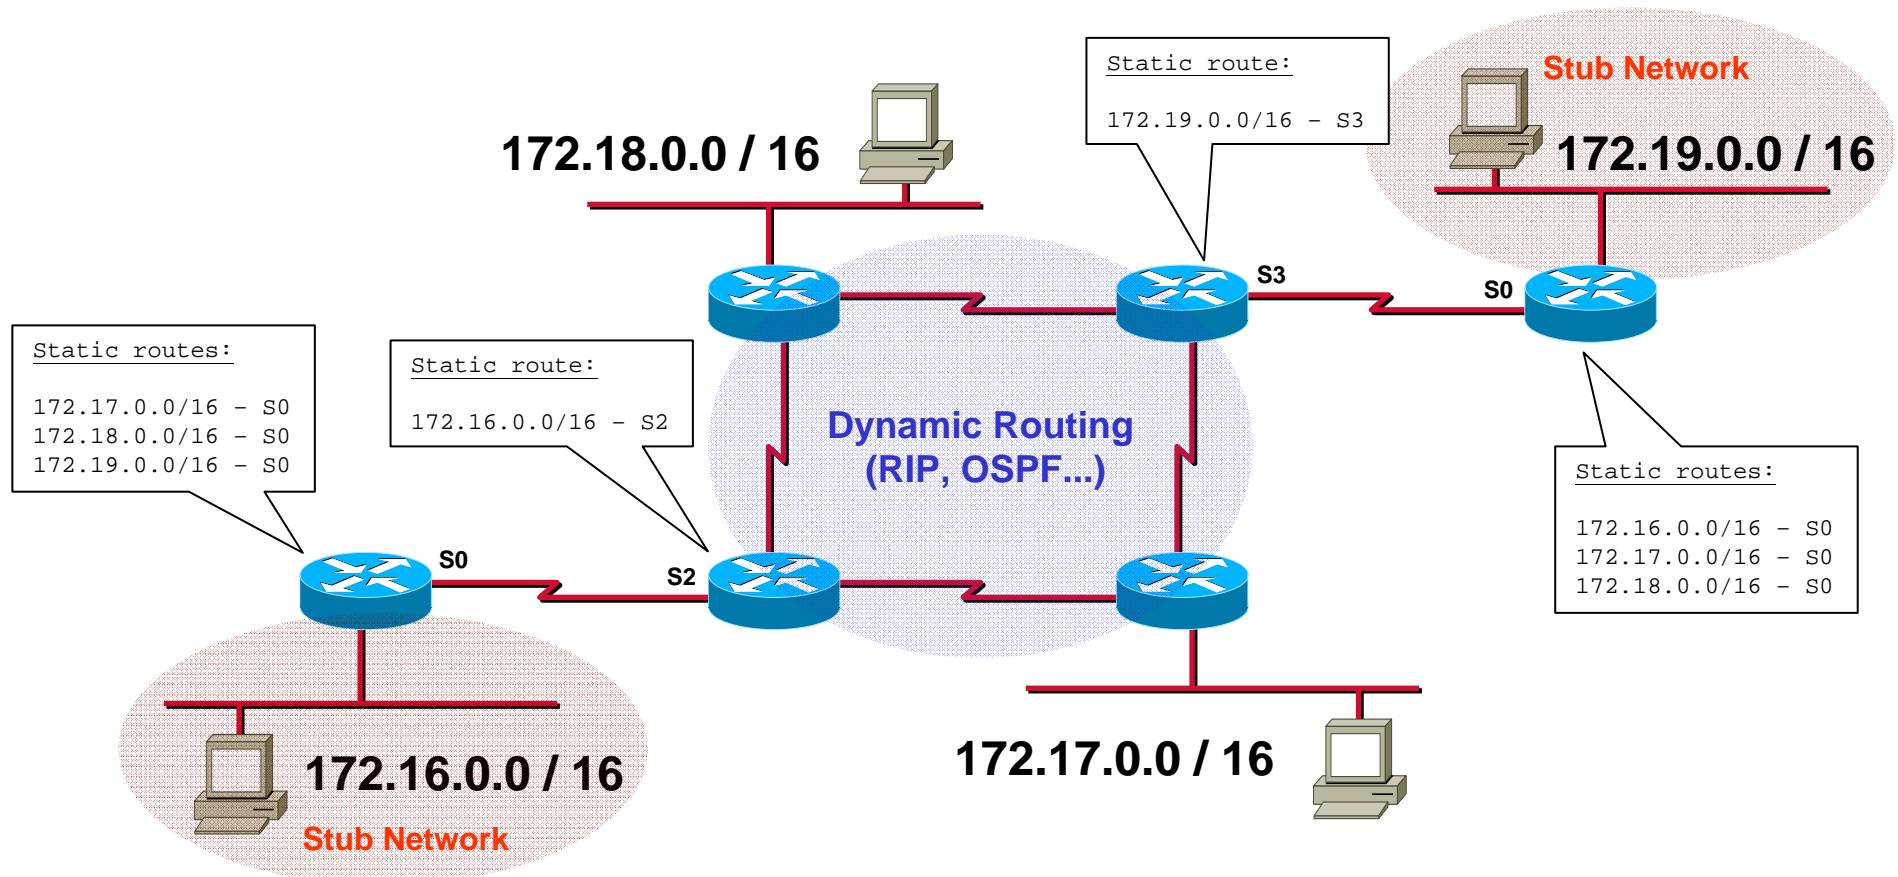 Static route:
172.19.0.0/16 – S3
Stub Network
172.19.0.0 / 16
172.18.0.0 / 16
S3
S0
Static routes:
172.17.0.0/16 – S0
172.18.0.0/16 – S0
172.19.0.0/16 – S0
Static route:
172.16.0.0/16 – S2
Dynamic Routing
(RIP, OSPF...)
Static routes:
172.16.0.0/16 – S0
172.17.0.0/16 – S0
172.18.0.0/16 – S0
S0
S2
172.17.0.0 / 16
172.16.0.0 / 16
Stub Network